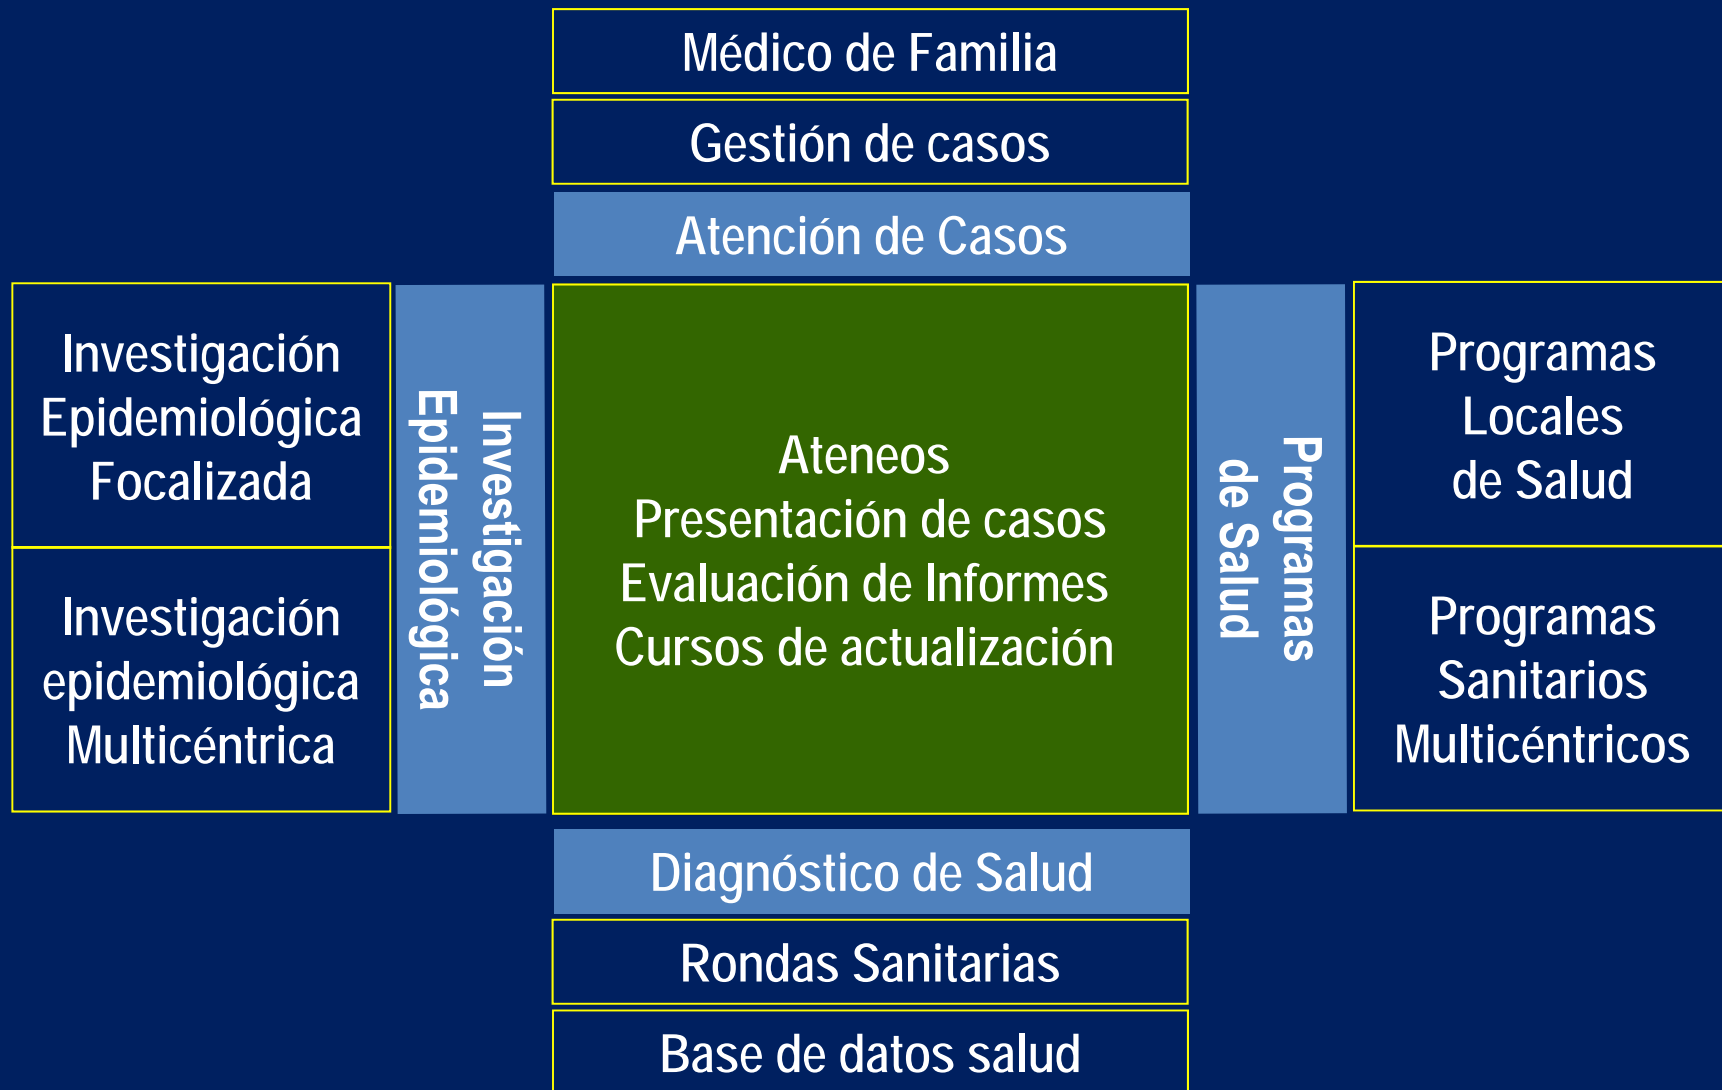 Médico de Familia
Gestión de casos
Atención de Casos
Investigación
Epidemiológica
Focalizada
Investigación
epidemiológica
Multicéntrica
Investigación
Epidemiológica
Ateneos
Presentación de casos
Evaluación de Informes
Cursos de actualización
Programas
de Salud
Programas
Locales
de Salud
Programas
Sanitarios
Multicéntricos
Diagnóstico de Salud
Rondas Sanitarias
Base de datos salud